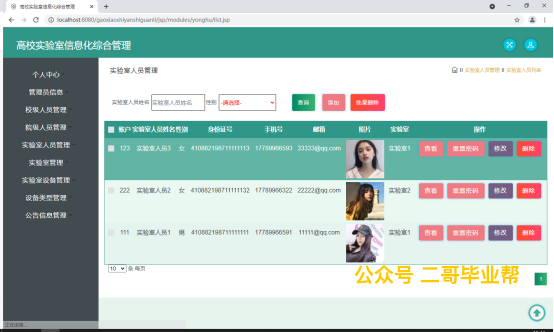 高校实验室信息化综合管理
localhost:8080/gaoxiaoshiyanshiguanli/jsp/modules/yonghu/list.jsp
高校实验室信息化综合管理
个人中心
管理员信息
校级人员管理
院级人员管理
实验室人员管理
实验室管理
实验室设备管理
设备类型管理
公告信息管理
实验室人员管理
实验室人员管理 实验室人员列表
实验室人员姓名 实验室人员姓名 性别 -请选择- 查询 添加 批量删除
账户 实验室人员姓名 性别 身份证号 手机号 邮箱 照片 实验室 操作
123 实验室人员3 女 410882198711111113 17789966593 33333@qq.com 实验室1 查看 重置密码 修改 删除
222 实验室人员2 女 410882198711111132 17789966322 22222@qq.com 实验室2 查看 重置密码 修改 删除
111 实验室人员1 男 410882198711111111 17789966591 11111@qq.com 实验室1 查看 重置密码 修改 删除
10 条 每页
公众号 二哥毕业帮
1